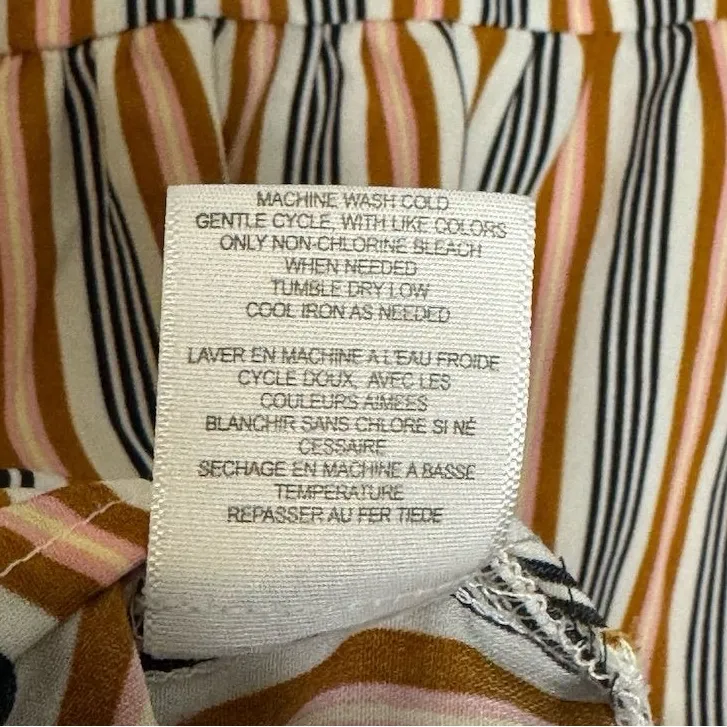 MACHINE WASH COLD
GENTLE CYCLE, WITH LIKE COLORS
ONLY NON-CHLORINE BLEACH
WHEN NEEDED
TUMBLE DRY LOW
COOL IRON AS NEEDED
LAVER EN MACHINE A L'EAU FROIDE
CYCLE DOUX, AVEC LES
COULEURS AIMEES
BLANCHIR SANS CHLORE SI NÉ
CESSAIRE
SECHAGE EN MACHINE A BASSE
TEMPERATURE
REPASSER AU FER TIEDE